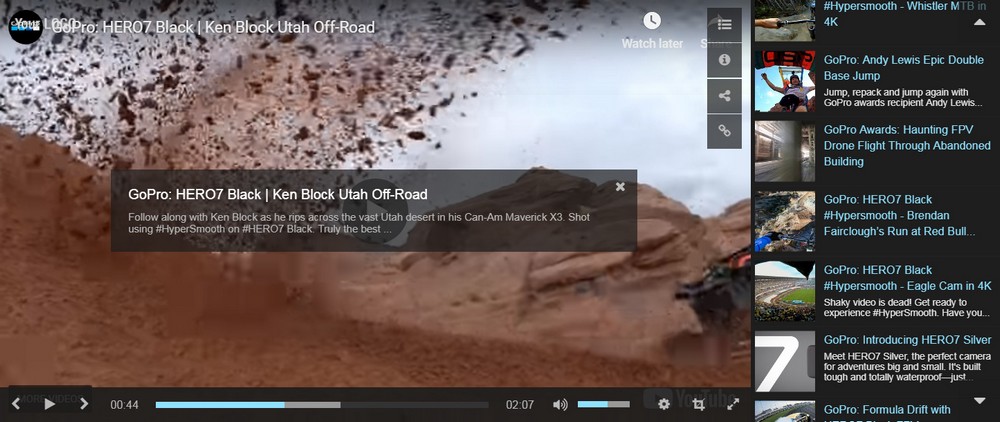 Your LOGO
GoPro: HERO7 Black | Ken Block Utah Off-Road
Watch later
GoPro: HERO7 Black | Ken Block Utah Off-Road
Follow along with Ken Block as he rips across the vast Utah desert in his Can-Am Maverick X3. Shot
using #HyperSmooth on #HERO7 Black. Truly the best ...
MORE VIDEOS
00:44
02:07
YouTube
#Hypersmooth - Whistler MTB in
4K
GoPro: Andy Lewis Epic Double
Base Jump
Jump, repack and jump again with
GoPro awards recipient Andy Lewis...
GoPro Awards: Haunting FPV
Drone Flight Through Abandoned
Building
GoPro: HERO7 Black
#Hypersmooth - Brendan
Fairclough's Run at Red Bull...
GoPro: HERO7 Black
#Hypersmooth - Eagle Cam in 4K
Shaky video is dead! Get ready to
experience #HyperSmooth. Have you...
GoPro: Introducing HERO7 Silver
Meet HERO7 Silver, the perfect camera
for adventures big and small. It's built
tough and totally waterproof—just...
7
GoPro: Formula Drift with